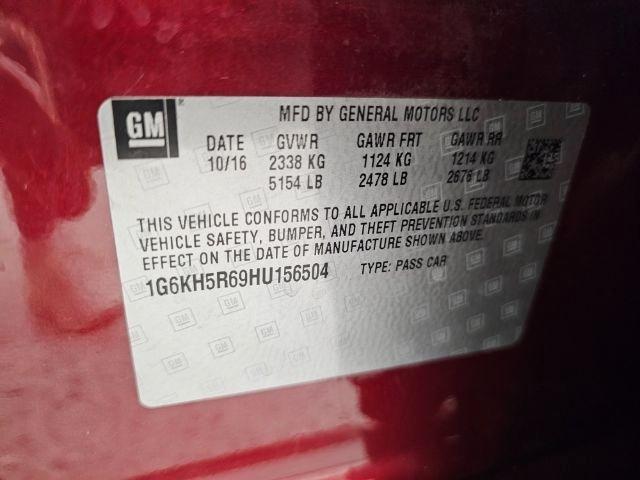 GM
MFD BY GENERAL MOTORS LLC
DATE GVWR GAWR FRT GAWR RR
10/16 2338 KG 1124 KG 1214 KG
5154 LB 2478 LB 2676 LB
THIS VEHICLE CONFORMS TO ALL APPLICABLE U.S. FEDERAL MOTOR
VEHICLE SAFETY, BUMPER, AND THEFT PREVENTION STANDARDS IN
EFFECT ON THE DATE OF MANUFACTURE SHOWN ABOVE.
1G6KH5R69HU156504 TYPE: PASS CAR